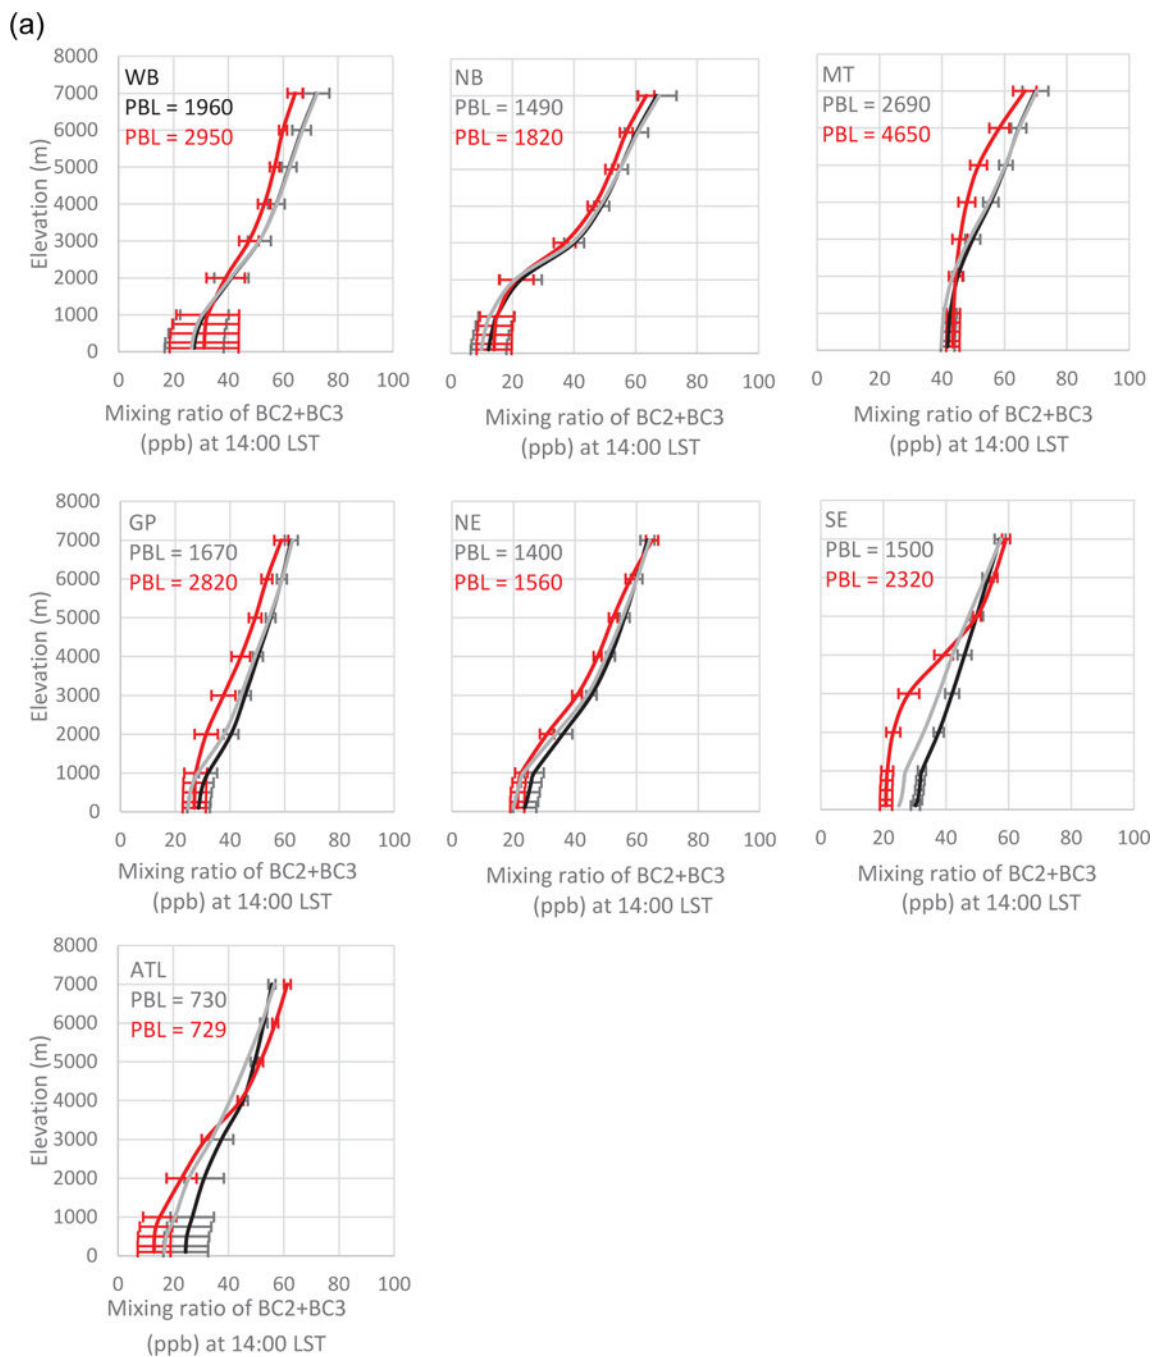 (a)
8000
7000
6000
5000
4000
3000
2000
1000
0
Elevation (m)
WB
PBL = 1960
PBL = 2950
0 20 40 60 80 100
Mixing ratio of BC2+BC3
(ppb) at 14:00 LST
NB
PBL = 1490
PBL = 1820
0 20 40 60 80 100
Mixing ratio of BC2+BC3
(ppb) at 14:00 LST
MT
PBL = 2690
PBL = 4650
0 20 40 60 80 100
Mixing ratio of BC2+BC3
(ppb) at 14:00 LST
8000
7000
6000
5000
4000
3000
2000
1000
0
Elevation (m)
GP
PBL = 1670
PBL = 2820
0 20 40 60 80 100
Mixing ratio of BC2+BC3
(ppb) at 14:00 LST
NE
PBL = 1400
PBL = 1560
0 20 40 60 80 100
Mixing ratio of BC2+BC3
(ppb) at 14:00 LST
SE
PBL = 1500
PBL = 2320
0 20 40 60 80 100
Mixing ratio of BC2+BC3
(ppb) at 14:00 LST
8000
7000
6000
5000
4000
3000
2000
1000
0
Elevation (m)
ATL
PBL = 730
PBL = 729
0 20 40 60 80 100
Mixing ratio of BC2+BC3
(ppb) at 14:00 LST